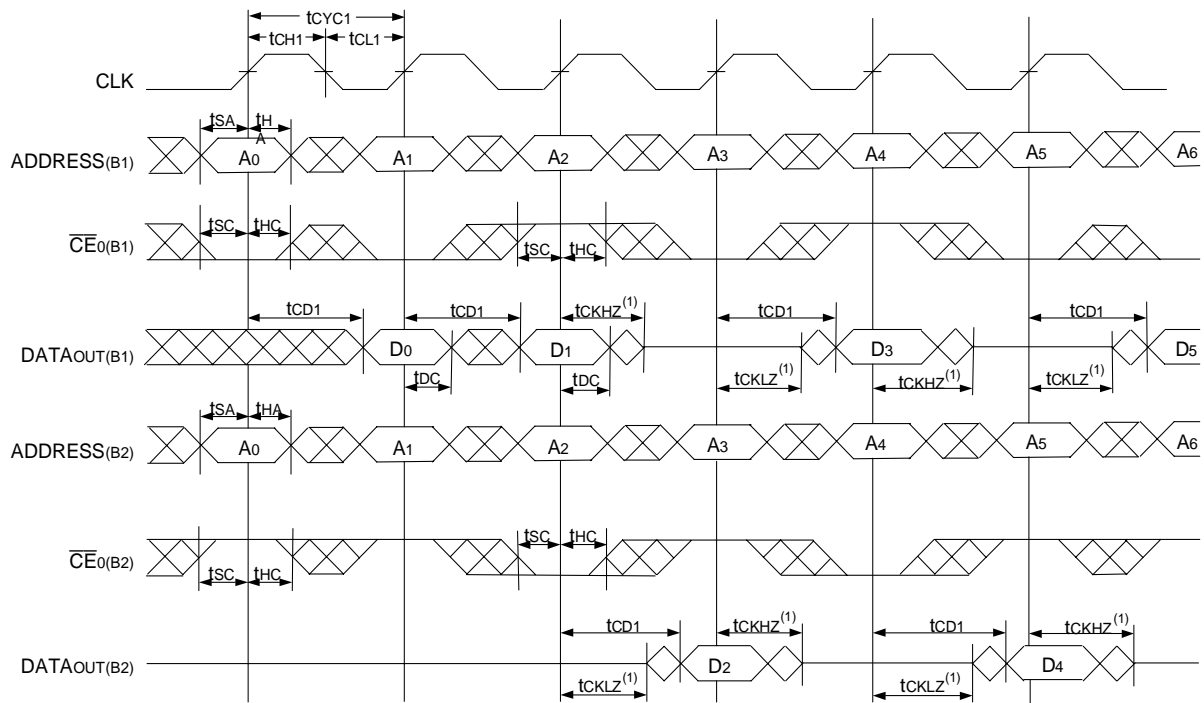 tCYC1
tCH1 tCL1
CLK
tSA tHA
ADDRESS(B1) A0 A1 A2 A3 A4 A5 A6
tSC tHC
CE0(B1) tSC tHC
tCD1 tCD1 tCKHZ(1) tCD1 tCD1
DATAOUT(B1) D0 D1 D3 D5
tDC tDC tCKLZ(1) tCKHZ(1) tCKLZ(1)
tSA tHA
ADDRESS(B2) A0 A1 A2 A3 A4 A5 A6
tSC tHC
CE0(B2)
tSC tHC
tCD1 tCKHZ(1) tCD1 tCKHZ(1)
DATAOUT(B2) D2 D4
tCKLZ(1) tCKLZ(1)